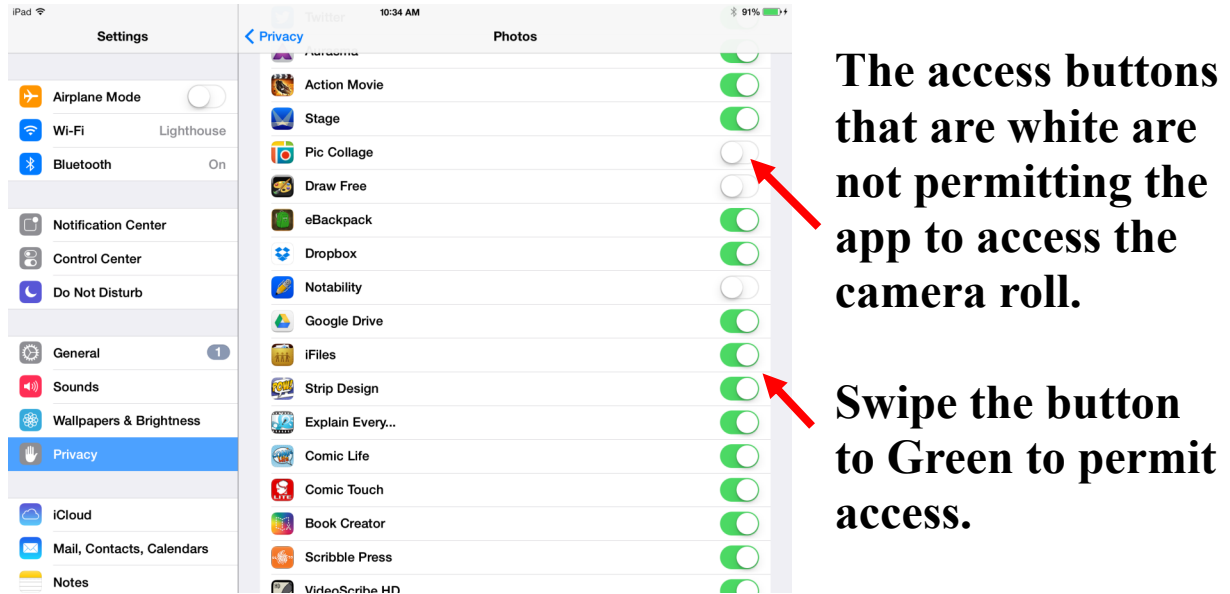 iPad
10:34 AM
91%
Twitter
Settings
Privacy
Photos
Aurasma
Airplane Mode
Action Movie
Wi-Fi Lighthouse
Stage
Bluetooth On
Pic Collage
Draw Free
Notification Center
eBackpack
Control Center
Dropbox
Do Not Disturb
Notability
Google Drive
General 1
iFiles
Sounds
Strip Design
Wallpapers & Brightness
Explain Every...
Privacy
Comic Life
Comic Touch
LITE
iCloud
Book Creator
Mail, Contacts, Calendars
Scribble Press
Notes
VideoScribe HD
The access buttons
that are white are
not permitting the
app to access the
camera roll.
Swipe the button
to Green to permit
access.